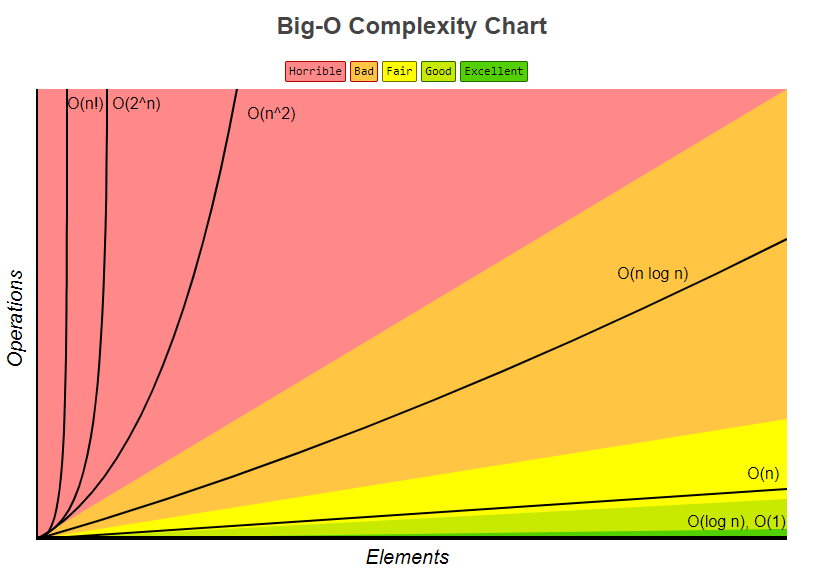 Big-O Complexity Chart
Horrible Bad Fair Good Excellent
O(n!) O(2^n)
O(n^2)
O(n log n)
O(n)
O(log n), O(1)
Operations
Elements